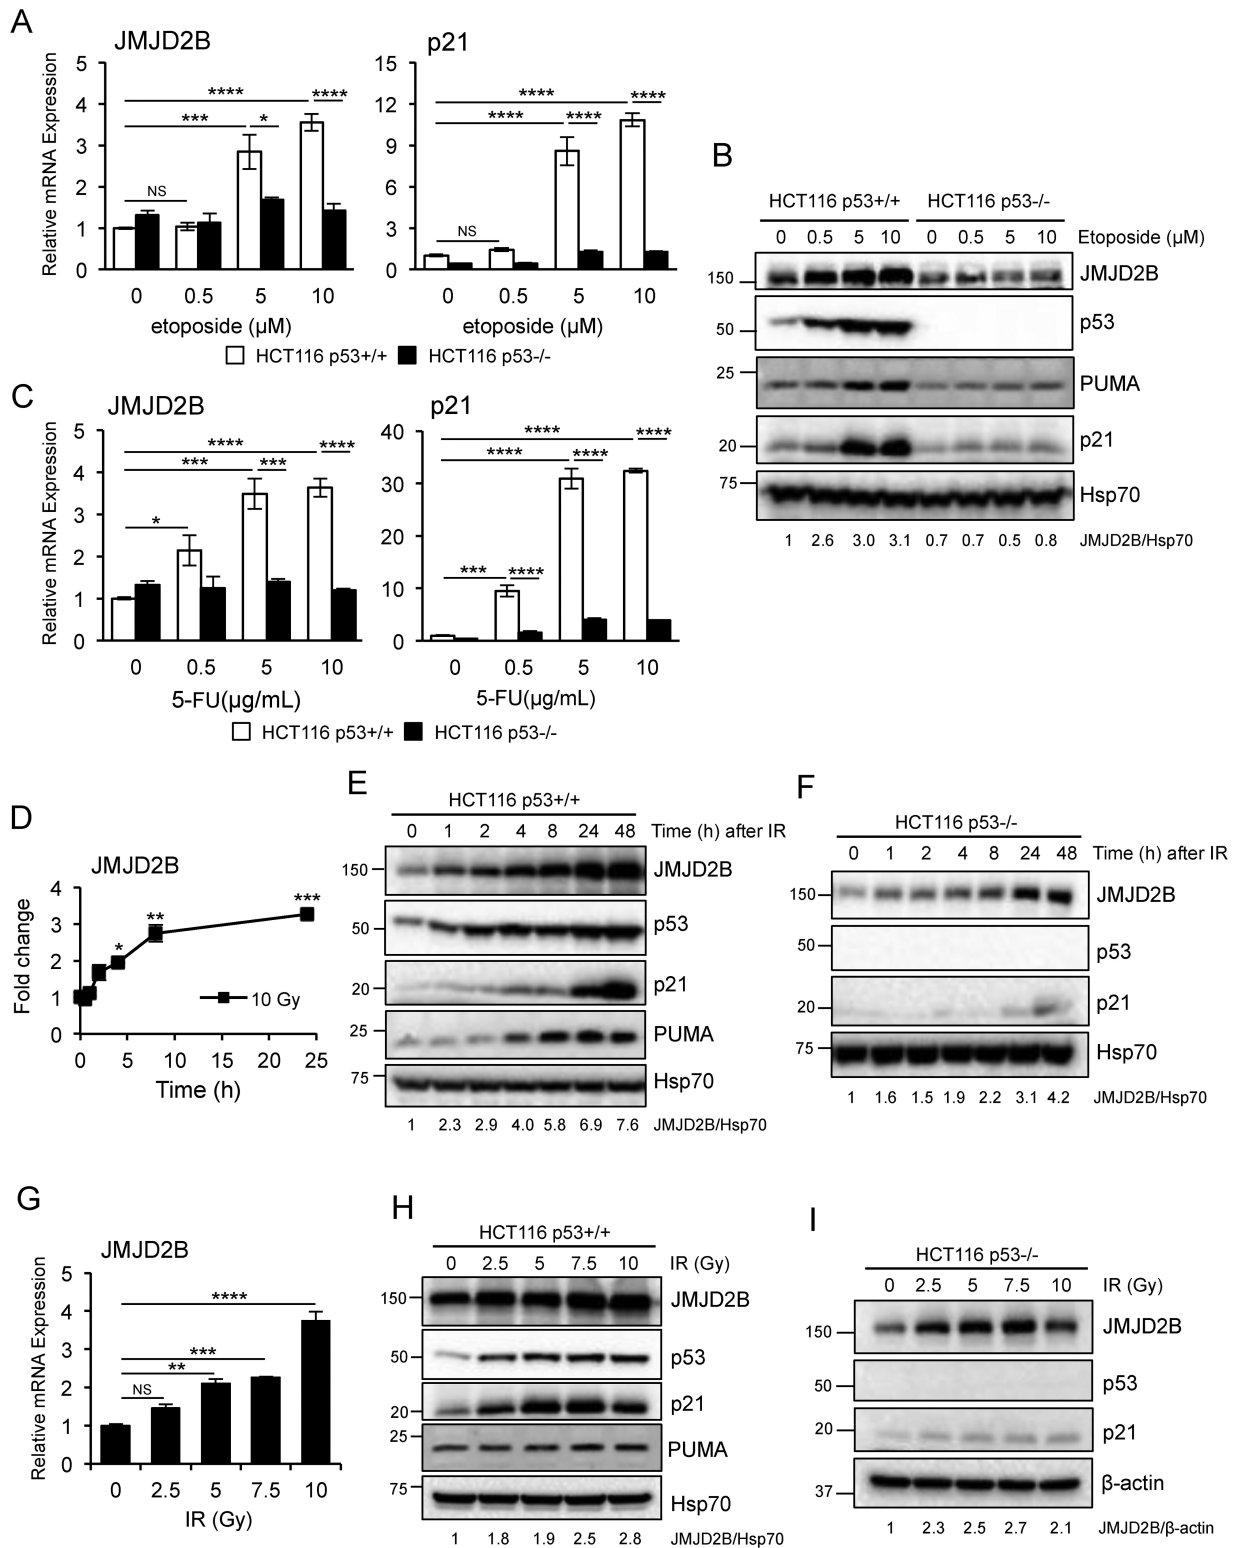 A
JMJD2B
p21
Relative mRNA Expression
5
4
3
2
1
0
NS
***
*
****
****
0 0.5 5 10
etoposide (µM)
15
12
9
6
3
0
NS
****
****
****
****
0 0.5 5 10
etoposide (µM)
HCT116 p53+/+ HCT116 p53-/-
B
HCT116 p53+/+ HCT116 p53-/-
0 0.5 5 10 0 0.5 5 10 Etoposide (µM)
150 JMJD2B
50 p53
25 PUMA
20 p21
75 Hsp70
1 2.6 3.0 3.1 0.7 0.7 0.5 0.8 JMJD2B/Hsp70
C
JMJD2B
p21
Relative mRNA Expression
5
4
3
2
1
0
*
***
***
****
****
0 0.5 5 10
5-FU(µg/mL)
40
30
20
10
0
***
****
****
****
****
****
0 0.5 5 10
5-FU(µg/mL)
HCT116 p53+/+ HCT116 p53-/-
D
JMJD2B
Fold change
4
3
2
1
0
*
**
***
10 Gy
0 5 10 15 20 25
Time (h)
E
HCT116 p53+/+
0 1 2 4 8 24 48 Time (h) after IR
150 JMJD2B
50 p53
20 p21
25 PUMA
75 Hsp70
1 2.3 2.9 4.0 5.8 6.9 7.6 JMJD2B/Hsp70
F
HCT116 p53-/-
0 1 2 4 8 24 48 Time (h) after IR
150 JMJD2B
50 p53
20 p21
75 Hsp70
1 1.6 1.5 1.9 2.2 3.1 4.2 JMJD2B/Hsp70
G
JMJD2B
Relative mRNA Expression
5
4
3
2
1
0
NS
**
***
****
0 2.5 5 7.5 10
IR (Gy)
H
HCT116 p53+/+
0 2.5 5 7.5 10 IR (Gy)
150 JMJD2B
50 p53
20 p21
25 PUMA
75 Hsp70
1 1.8 1.9 2.5 2.8 JMJD2B/Hsp70
I
HCT116 p53-/-
0 2.5 5 7.5 10 IR (Gy)
150 JMJD2B
50 p53
20 p21
37 β-actin
1 2.3 2.5 2.7 2.1 JMJD2B/β-actin